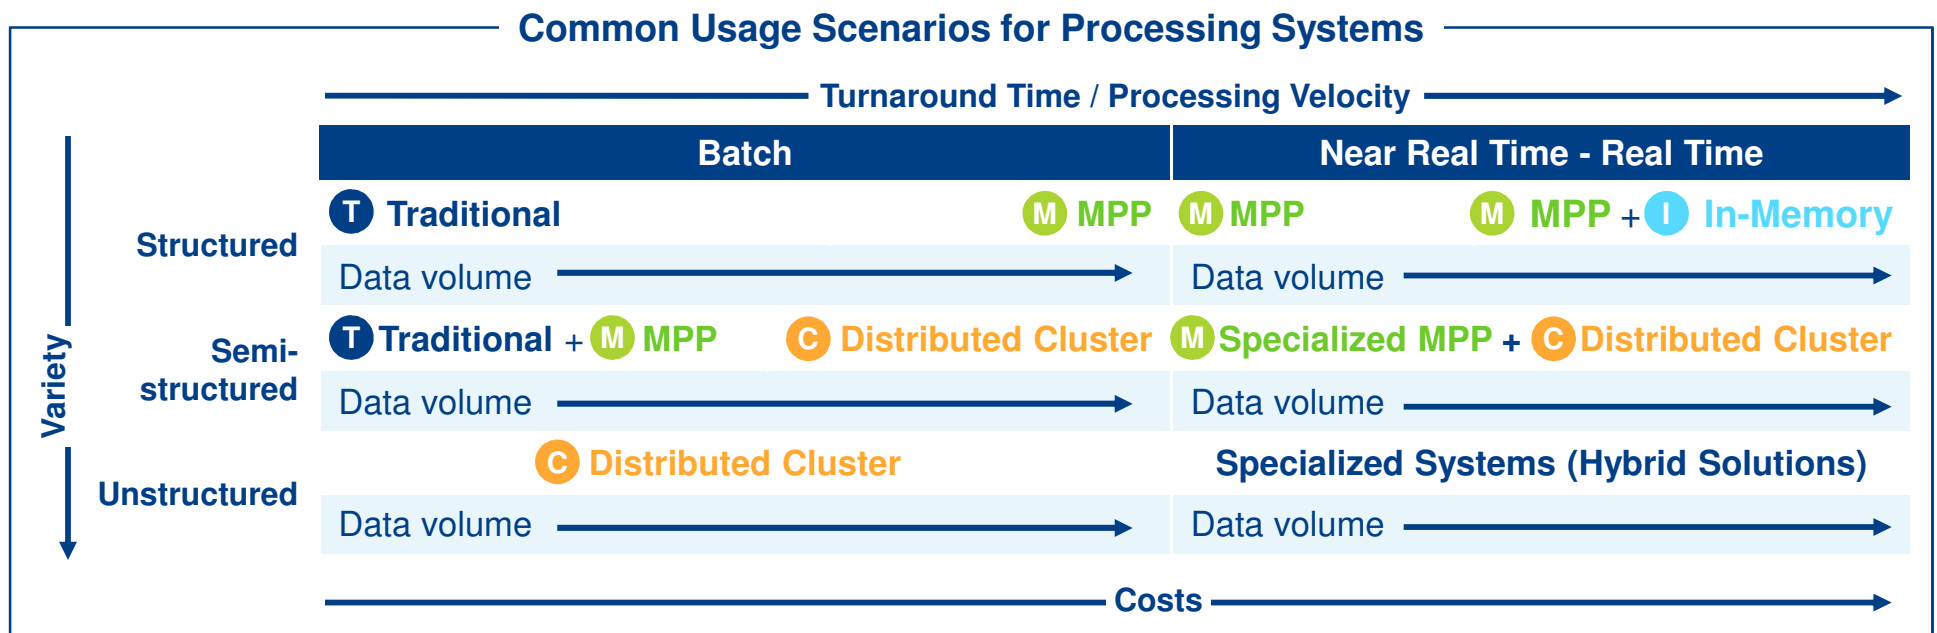 Common Usage Scenarios for Processing Systems
Turnaround Time / Processing Velocity
Batch
Near Real Time - Real Time
Variety
Structured
T Traditional
M MPP
M MPP
M MPP + I In-Memory
Data volume
Data volume
Semi-
structured
T Traditional + M MPP
C Distributed Cluster
M Specialized MPP + C Distributed Cluster
Data volume
Data volume
Unstructured
C Distributed Cluster
Specialized Systems (Hybrid Solutions)
Data volume
Data volume
Costs